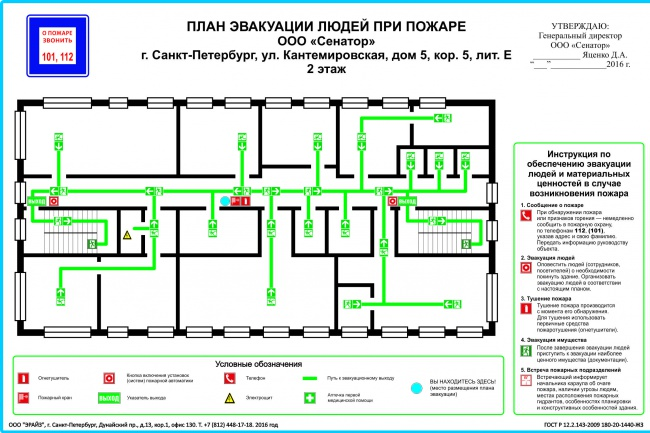 О ПОЖАРЕ
ЗВОНИТЬ
101, 112
ПЛАН ЭВАКУАЦИИ ЛЮДЕЙ ПРИ ПОЖАРЕ
ООО «Сенатор»
г. Санкт-Петербург, ул. Кантемировская, дом 5, кор. 5, лит. Е
2 этаж
УТВЕРЖДАЮ:
Генеральный директор
ООО «Сенатор»
____________ Яценко Д.А.
“___”_____________2016 г.
ВЫХОД
ВЫХОД
Инструкция по
обеспечению эвакуации
людей и материальных
ценностей в случае
возникновения пожара
1. Сообщение о пожаре
При обнаружении пожара
или признаков горения — немедленно
сообщить в пожарную охрану,
по телефонам 112, (101),
указав адрес и свою фамилию.
Передать информацию руководству
объекта.
2. Эвакуация людей
Оповестить людей (сотрудников,
посетителей) о необходимости
покинуть здание. Организовать
эвакуацию людей в соответствии
с настоящим планом.
3. Тушение пожара
Тушение пожара производится
с момента его обнаружения.
Для тушения использовать
первичные средства
пожаротушения (огнетушители).
4. Эвакуация имущества
После завершения эвакуации людей
приступить к эвакуации наиболее
ценного имущества (документации).
5. Встреча пожарных подразделений
Встречающий информирует
начальника караула об очаге
пожара, наличии угрозы людям,
местах расположения пожарных
гидрантов, особенностях планировки
и конструктивных особенностей зданий.
Условные обозначения
Огнетушитель
Кнопка включения установок
(систем) пожарной автоматики
Телефон
Путь к эвакуационному выходу
ВЫ НАХОДИТЕСЬ ЗДЕСЬ!
(место размещения плана
эвакуации)
Пожарный кран
ВЫХОД
Указатель выхода
Электрощит
Аптечка первой
медицинской помощи
ООО "ЭРАЙЗ", г. Санкт-Петербург, Дунайский пр., д.13, кор.1, офис 130. Т. +7 (812) 448-17-18. 2016 год
ГОСТ Р 12.2.143-2009 180-20-1440-МЗ